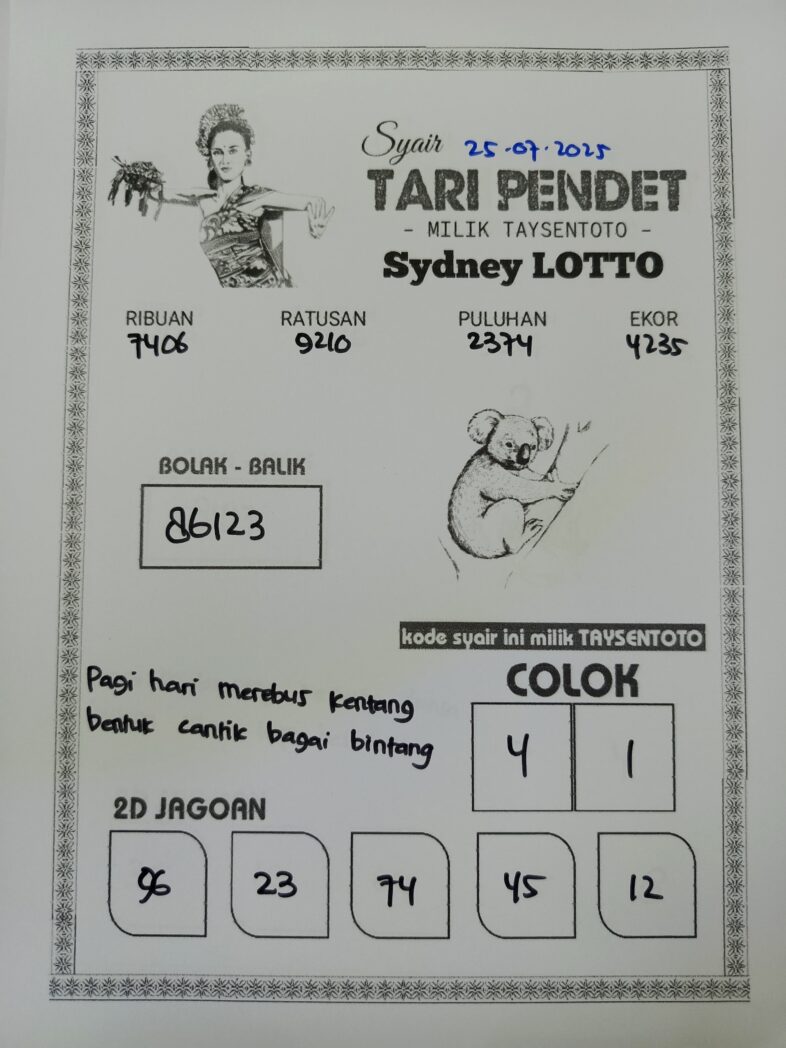 Syair 25.07.2025
TARI PENDET
- MILIK TAYSENTOTO -
Sydney LOTTO
RIBUAN RATUSAN PULUHAN EKOR
7406 9210 2374 4235
BOLAK - BALIK
86123
kode syair ini milik TAYSENTOTO
Pagi hari merebus kentang
bentuk cantik bagai bintang
COLOK
4 1
2D JAGOAN
96 23 74 45 12